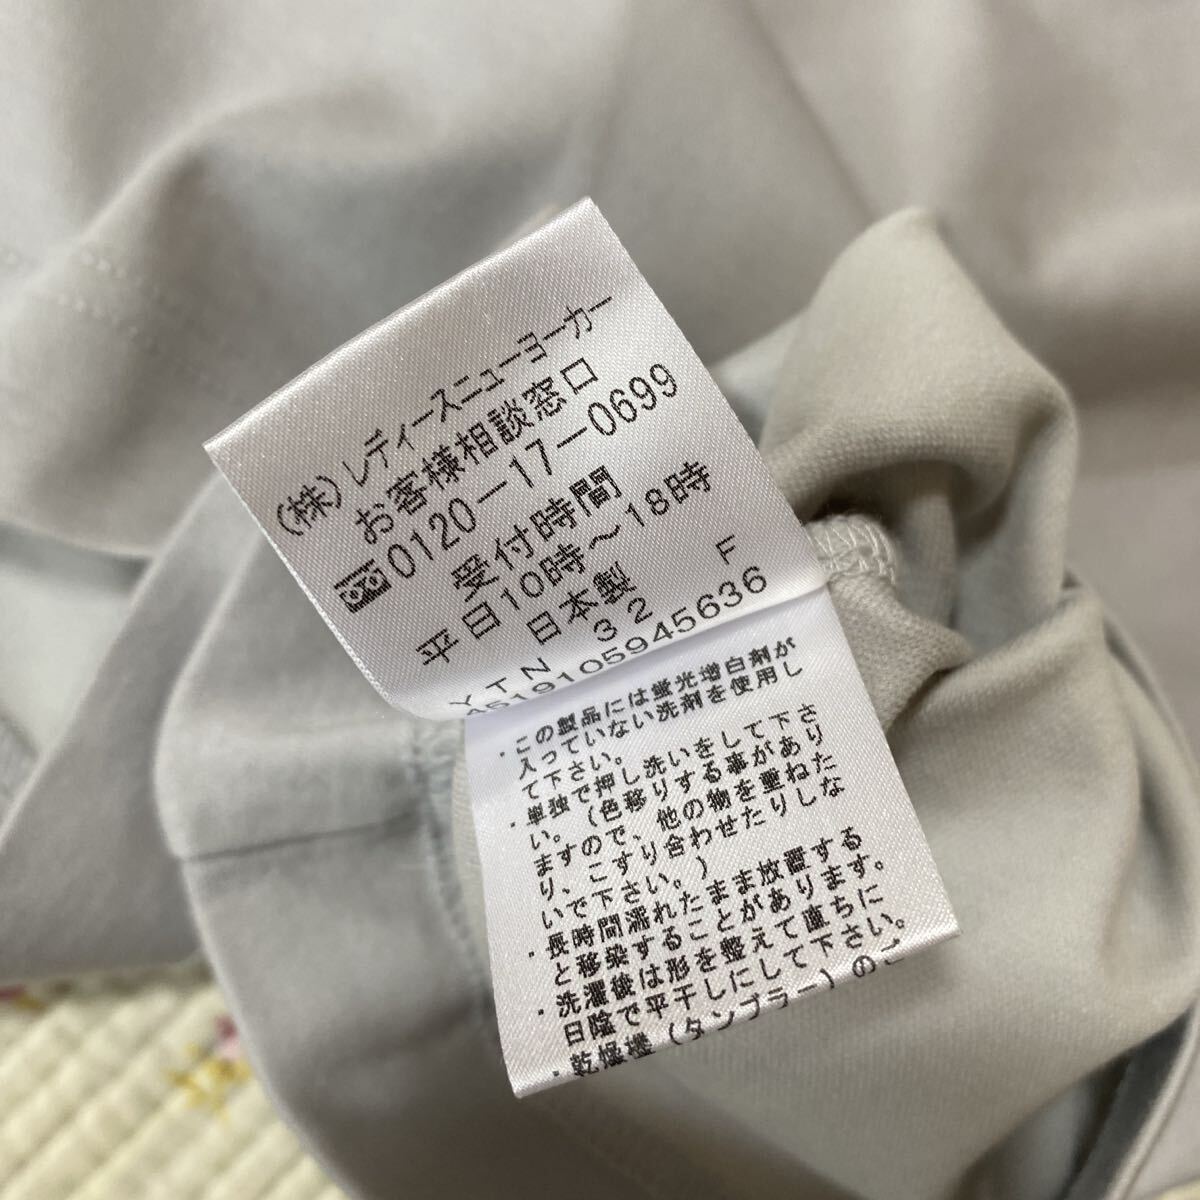 (株)レディースニューヨーカー
お客様相談窓口
0120-17-0699
受付時間
平日10時~18時
日本製
YTN 32 F
4519105945636
・この製品には蛍光増白剤が
入っていない洗剤を使用し
て下さい。
・単独で押し洗いをして下さ
い。(色移りする事があり
ますので、他の物を重ねた
り、こすり合わせたりしな
いで下さい。)
・長時間濡れたまま放置する
と移染することがあります。
・洗濯後は形を整えて直ちに
日陰で平干しにして下さい。
・乾燥機(タンブラー)のご